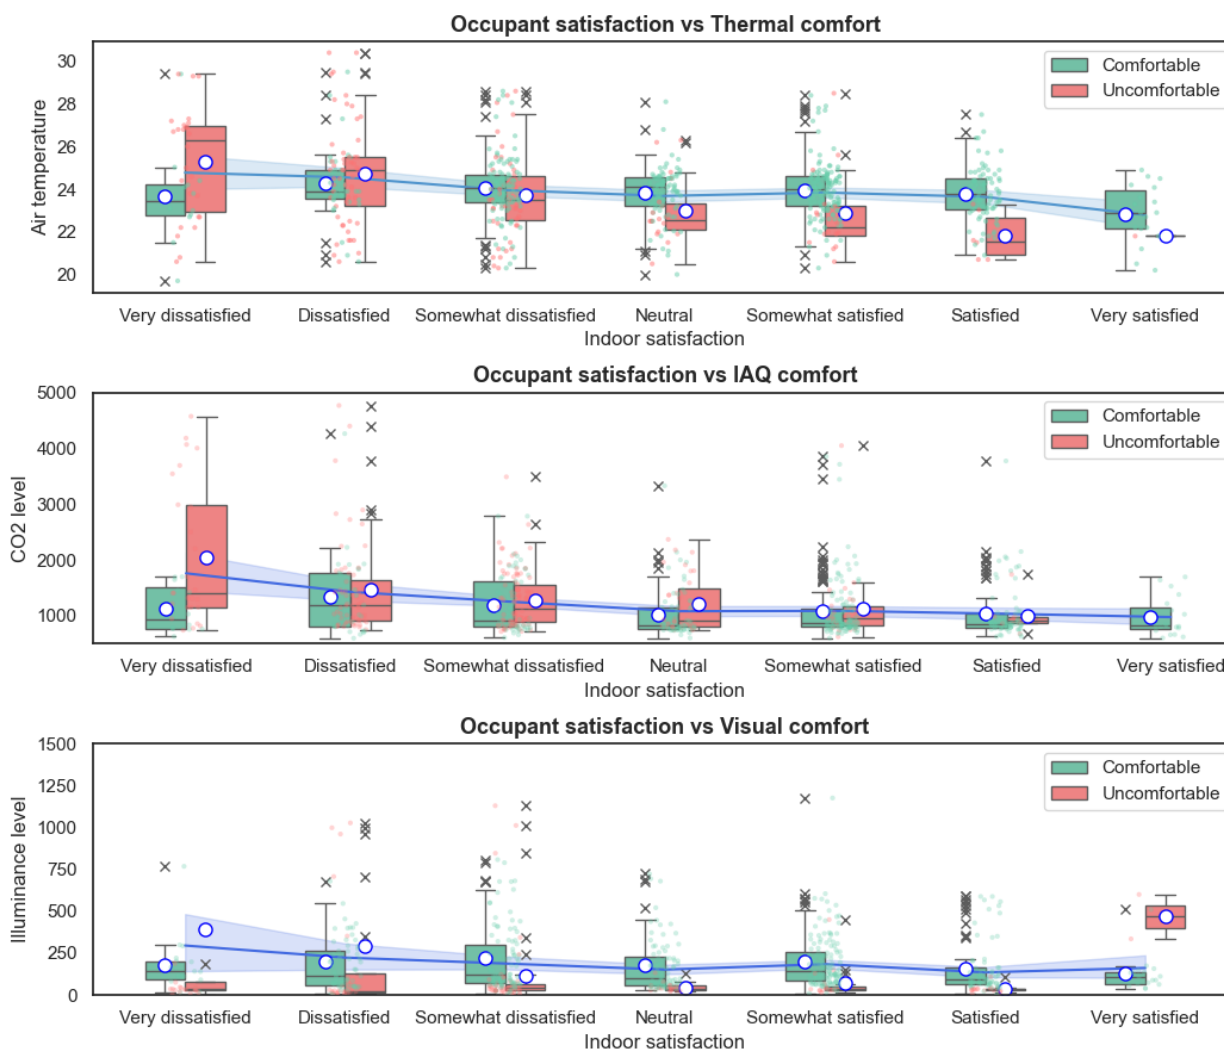 Occupant satisfaction vs Thermal comfort
Air temperature
30
28
26
24
22
20
Comfortable
Uncomfortable
Very dissatisfied Dissatisfied Somewhat dissatisfied Neutral Somewhat satisfied Satisfied Very satisfied
Indoor satisfaction
Occupant satisfaction vs IAQ comfort
CO2 level
5000
4000
3000
2000
1000
Comfortable
Uncomfortable
Very dissatisfied Dissatisfied Somewhat dissatisfied Neutral Somewhat satisfied Satisfied Very satisfied
Indoor satisfaction
Occupant satisfaction vs Visual comfort
Illuminance level
1500
1250
1000
750
500
250
0
Comfortable
Uncomfortable
Very dissatisfied Dissatisfied Somewhat dissatisfied Neutral Somewhat satisfied Satisfied Very satisfied
Indoor satisfaction